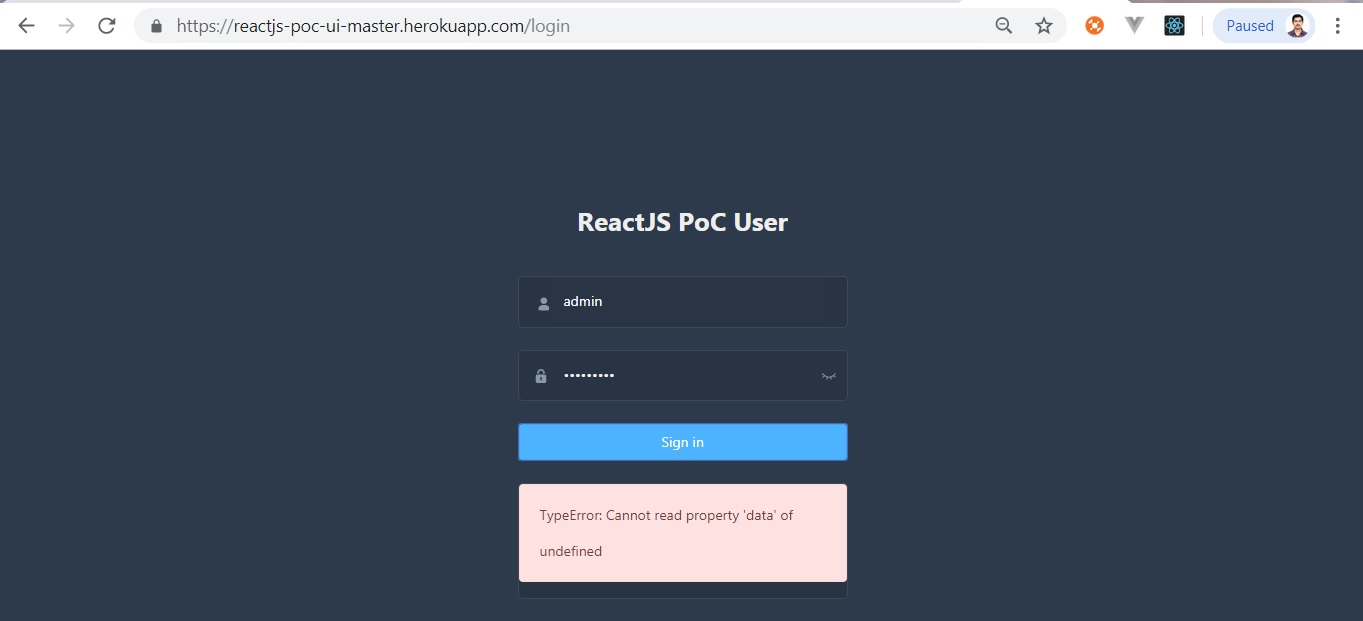 https://reactjs-poc-ui-master.herokuapp.com/login
Paused
ReactJS PoC User
admin
•••••••••
Sign in
TypeError: Cannot read property 'data' of
undefined